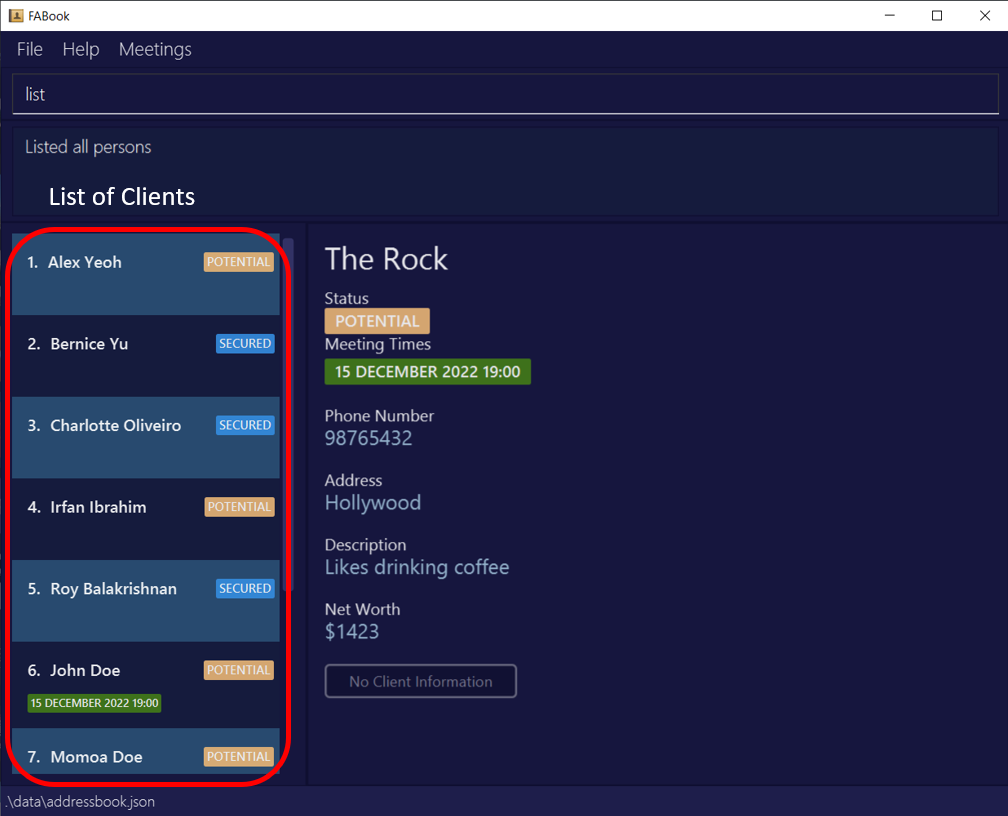 FABook
File Help Meetings
list
Listed all persons
List of Clients
1. Alex Yeoh POTENTIAL
2. Bernice Yu SECURED
3. Charlotte Oliveiro SECURED
4. Irfan Ibrahim POTENTIAL
5. Roy Balakrishnan SECURED
6. John Doe POTENTIAL
15 DECEMBER 2022 19:00
7. Momoa Doe POTENTIAL
The Rock
Status
POTENTIAL
Meeting Times
15 DECEMBER 2022 19:00
Phone Number
98765432
Address
Hollywood
Description
Likes drinking coffee
Net Worth
$1423
No Client Information
.\data\addressbook.json